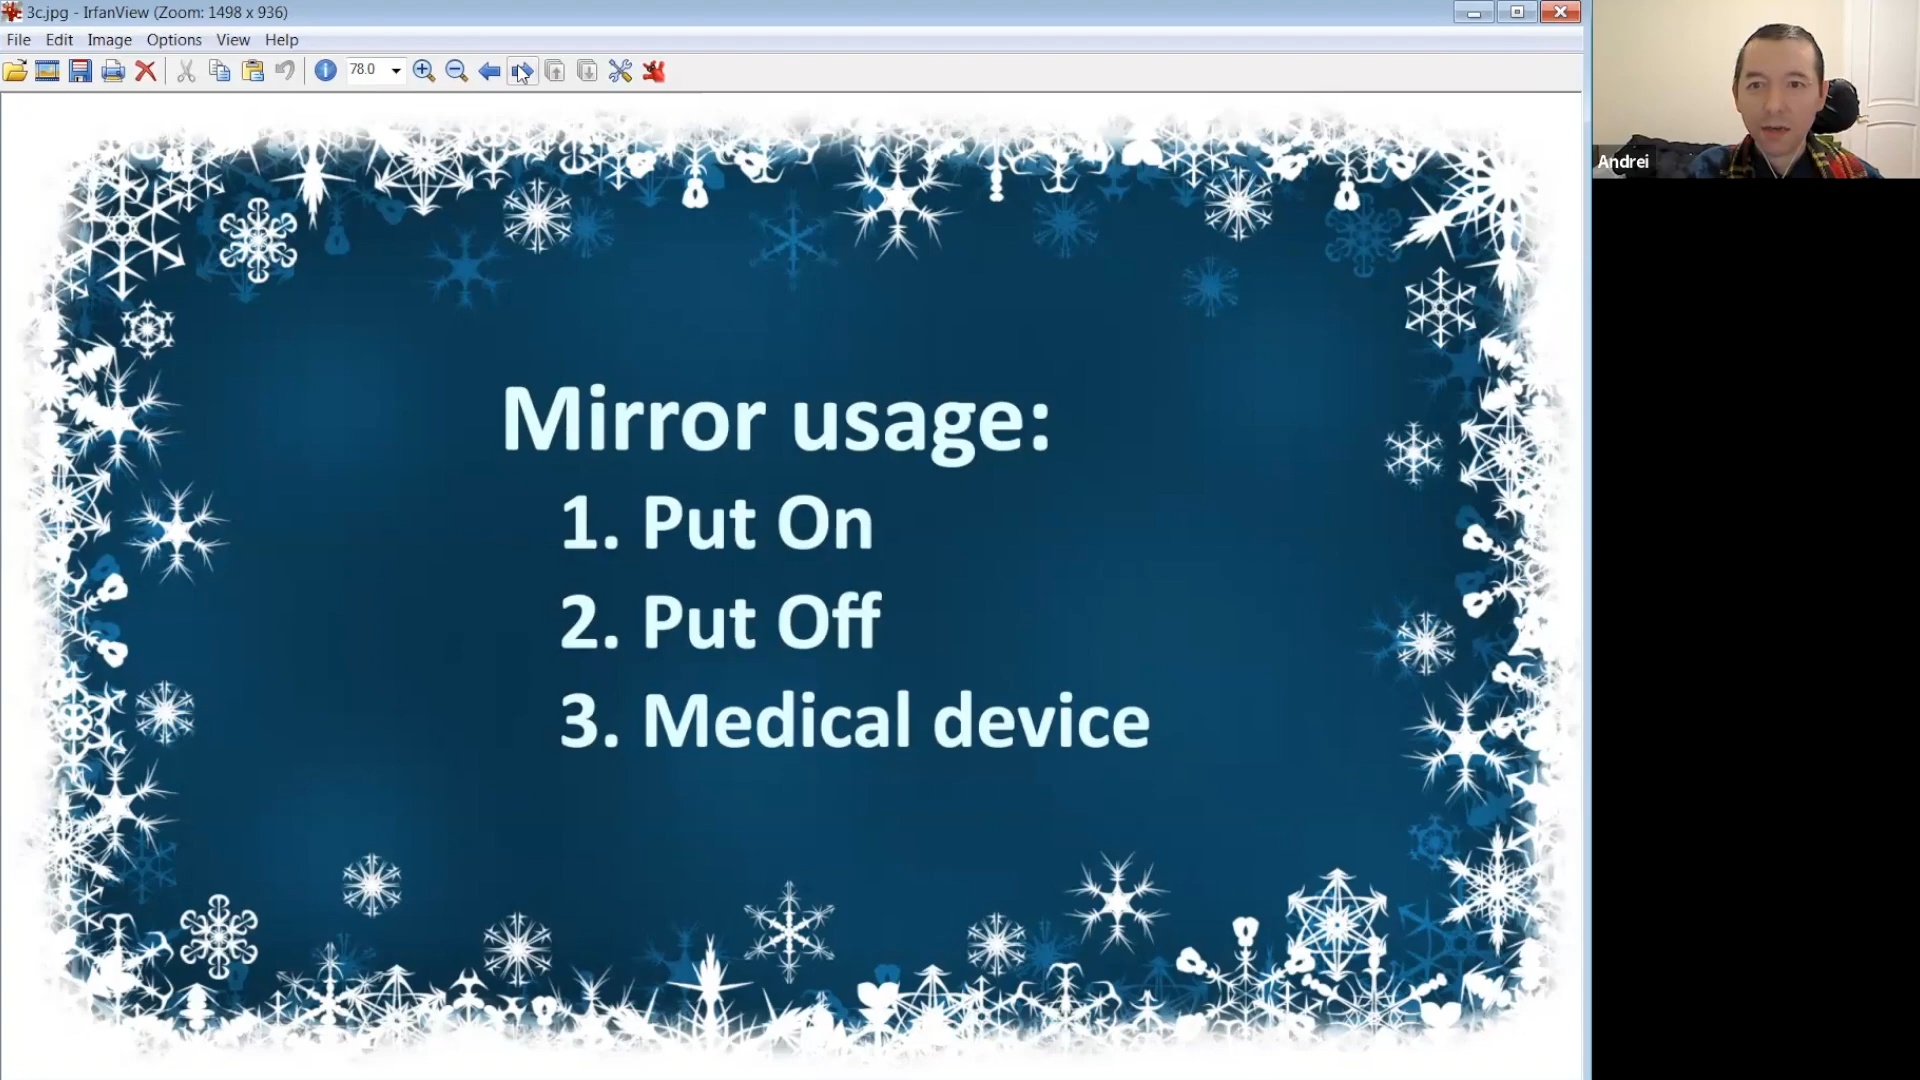 3c.jpg - IrfanView (Zoom: 1498 x 936)
File Edit Image Options View Help
78.0
Andrei
Mirror usage:
1. Put On
2. Put Off
3. Medical device